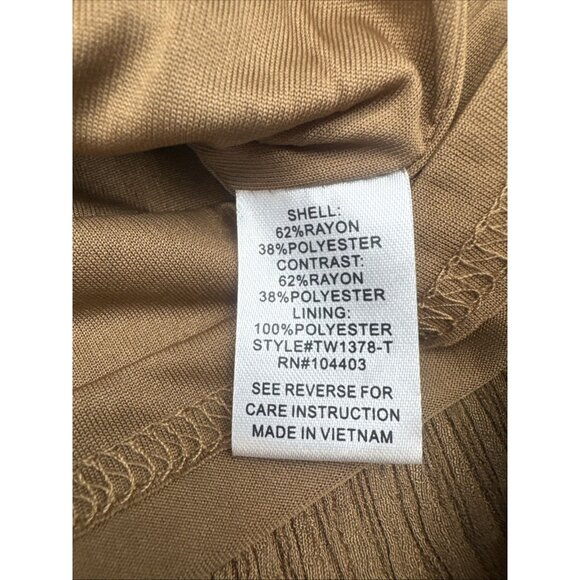 SHELL:
62%RAYON
38%POLYESTER
CONTRAST:
62%RAYON
38%POLYESTER
LINING:
100%POLYESTER
STYLE#TW1378-T
RN#104403
SEE REVERSE FOR
CARE INSTRUCTION
MADE IN VIETNAM